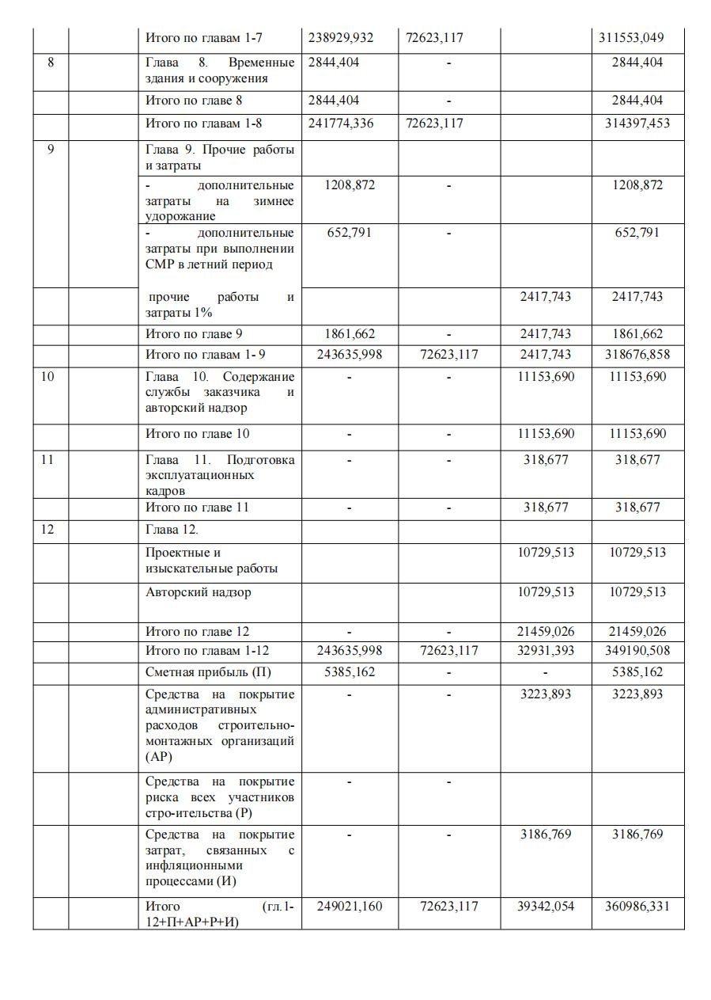 Итого по главам 1-7 238929,932 72623,117 311553,049
8 Глава 8. Временные 2844,404 - 2844,404
здания и сооружения
Итого по главе 8 2844,404 - 2844,404
Итого по главам 1-8 241774,336 72623,117 314397,453
9 Глава 9. Прочие работы
и затраты
- дополнительные 1208,872 - 1208,872
затраты на зимнее
удорожание
- дополнительные 652,791 - 652,791
затраты при выполнении
СМР в летний период
прочие работы и 2417,743 2417,743
затраты 1%
Итого по главе 9 1861,662 - 2417,743 1861,662
Итого по главам 1- 9 243635,998 72623,117 2417,743 318676,858
10 Глава 10. Содержание - - 11153,690 11153,690
службы заказчика и
авторский надзор
Итого по главе 10 - - 11153,690 11153,690
11 Глава 11. Подготовка - - 318,677 318,677
эксплуатационных
кадров
Итого по главе 11 - - 318,677 318,677
12 Глава 12.
Проектные и 10729,513 10729,513
изыскательные работы
Авторский надзор 10729,513 10729,513
Итого по главе 12 - - 21459,026 21459,026
Итого по главам 1-12 243635,998 72623,117 32931,393 349190,508
Сметная прибыль (П) 5385,162 - - 5385,162
Средства на покрытие - - 3223,893 3223,893
административных
расходов строительно-
монтажных организаций
(АР)
Средства на покрытие - -
риска всех участников
стро-ительства (Р)
Средства на покрытие - - 3186,769 3186,769
затрат, связанных с
инфляционными
процессами (И)
Итого (гл.1- 249021,160 72623,117 39342,054 360986,331
12+П+АР+Р+И)